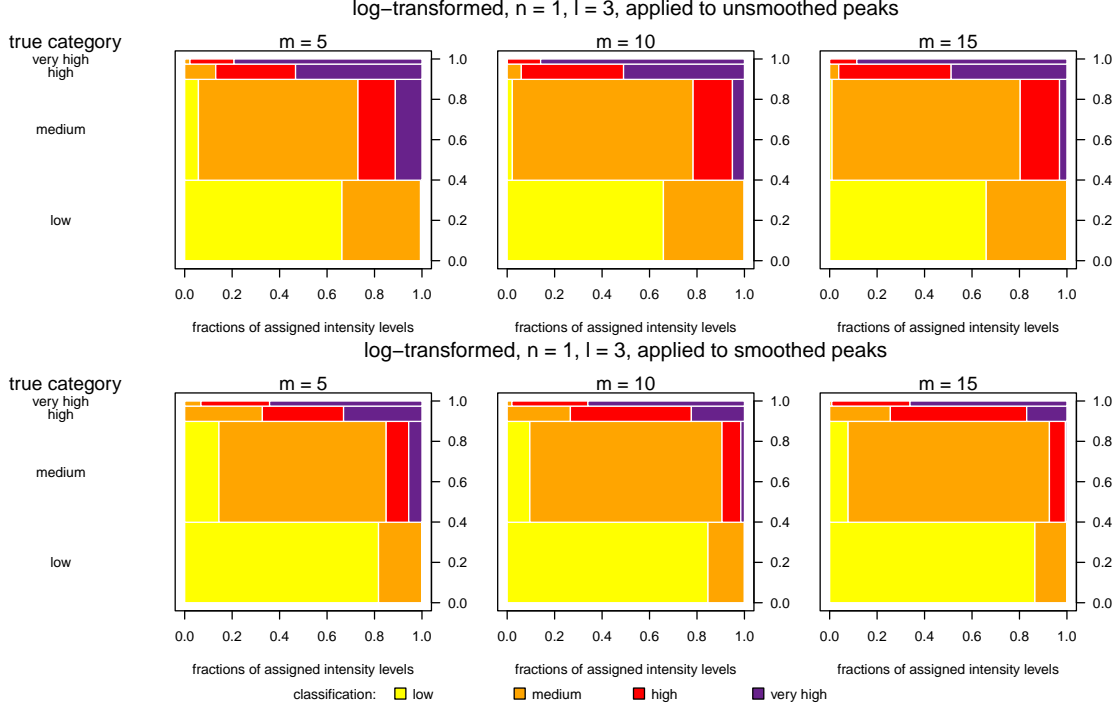 log−transformed, n = 1, l = 3, applied to unsmoothed peaks
true category
m = 5
m = 10
m = 15
very high
high
medium
low
0.0 0.2 0.4 0.6 0.8 1.0
0.0 0.2 0.4 0.6 0.8 1.0
fractions of assigned intensity levels
0.0 0.2 0.4 0.6 0.8 1.0
0.0 0.2 0.4 0.6 0.8 1.0
fractions of assigned intensity levels
0.0 0.2 0.4 0.6 0.8 1.0
0.0 0.2 0.4 0.6 0.8 1.0
fractions of assigned intensity levels
log−transformed, n = 1, l = 3, applied to smoothed peaks
true category
m = 5
m = 10
m = 15
very high
high
medium
low
0.0 0.2 0.4 0.6 0.8 1.0
0.0 0.2 0.4 0.6 0.8 1.0
fractions of assigned intensity levels
0.0 0.2 0.4 0.6 0.8 1.0
0.0 0.2 0.4 0.6 0.8 1.0
fractions of assigned intensity levels
0.0 0.2 0.4 0.6 0.8 1.0
0.0 0.2 0.4 0.6 0.8 1.0
fractions of assigned intensity levels
classification: low medium high very high